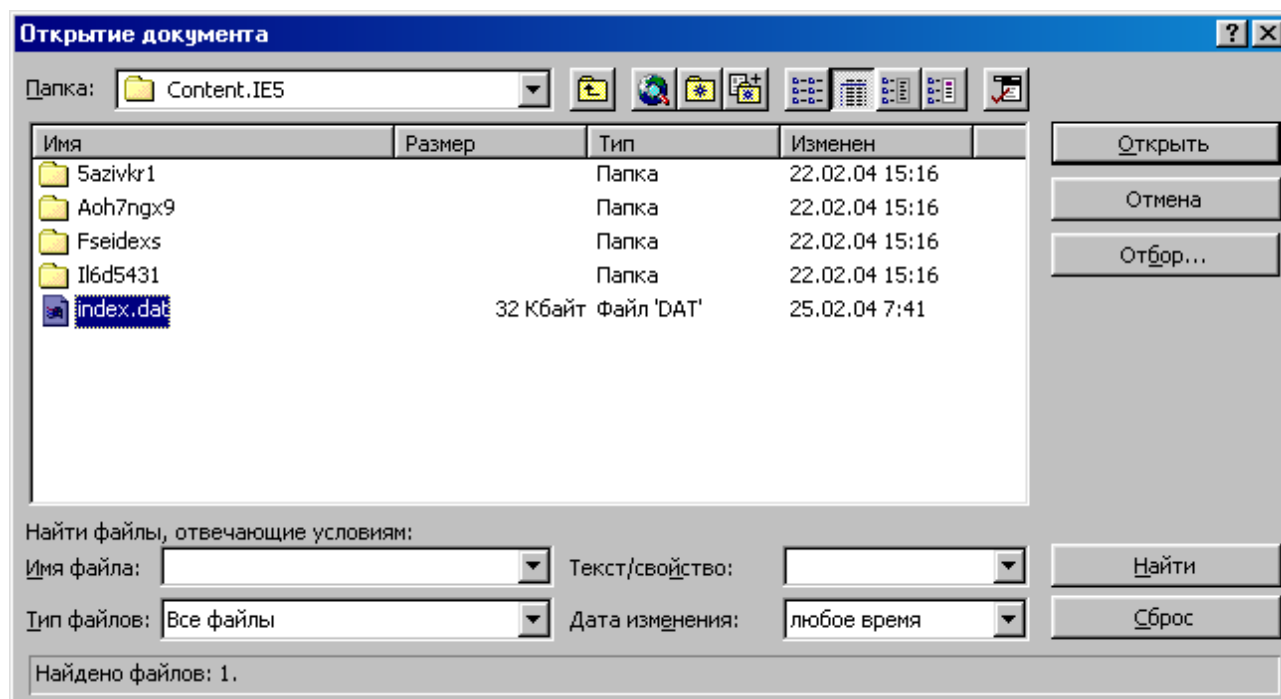 Открытие документа
Папка: Content.IE5
Имя Размер Тип Изменен
5azivkr1 Папка 22.02.04 15:16
Aoh7ngx9 Папка 22.02.04 15:16
Fseidexs Папка 22.02.04 15:16
Il6d5431 Папка 22.02.04 15:16
index.dat 32 Кбайт Файл 'DAT' 25.02.04 7:41
Открыть
Отмена
Отбор...
Найти файлы, отвечающие условиям:
Имя файла: Текст/свойство: Найти
Тип файлов: Все файлы Дата изменения: любое время Сброс
Найдено файлов: 1.